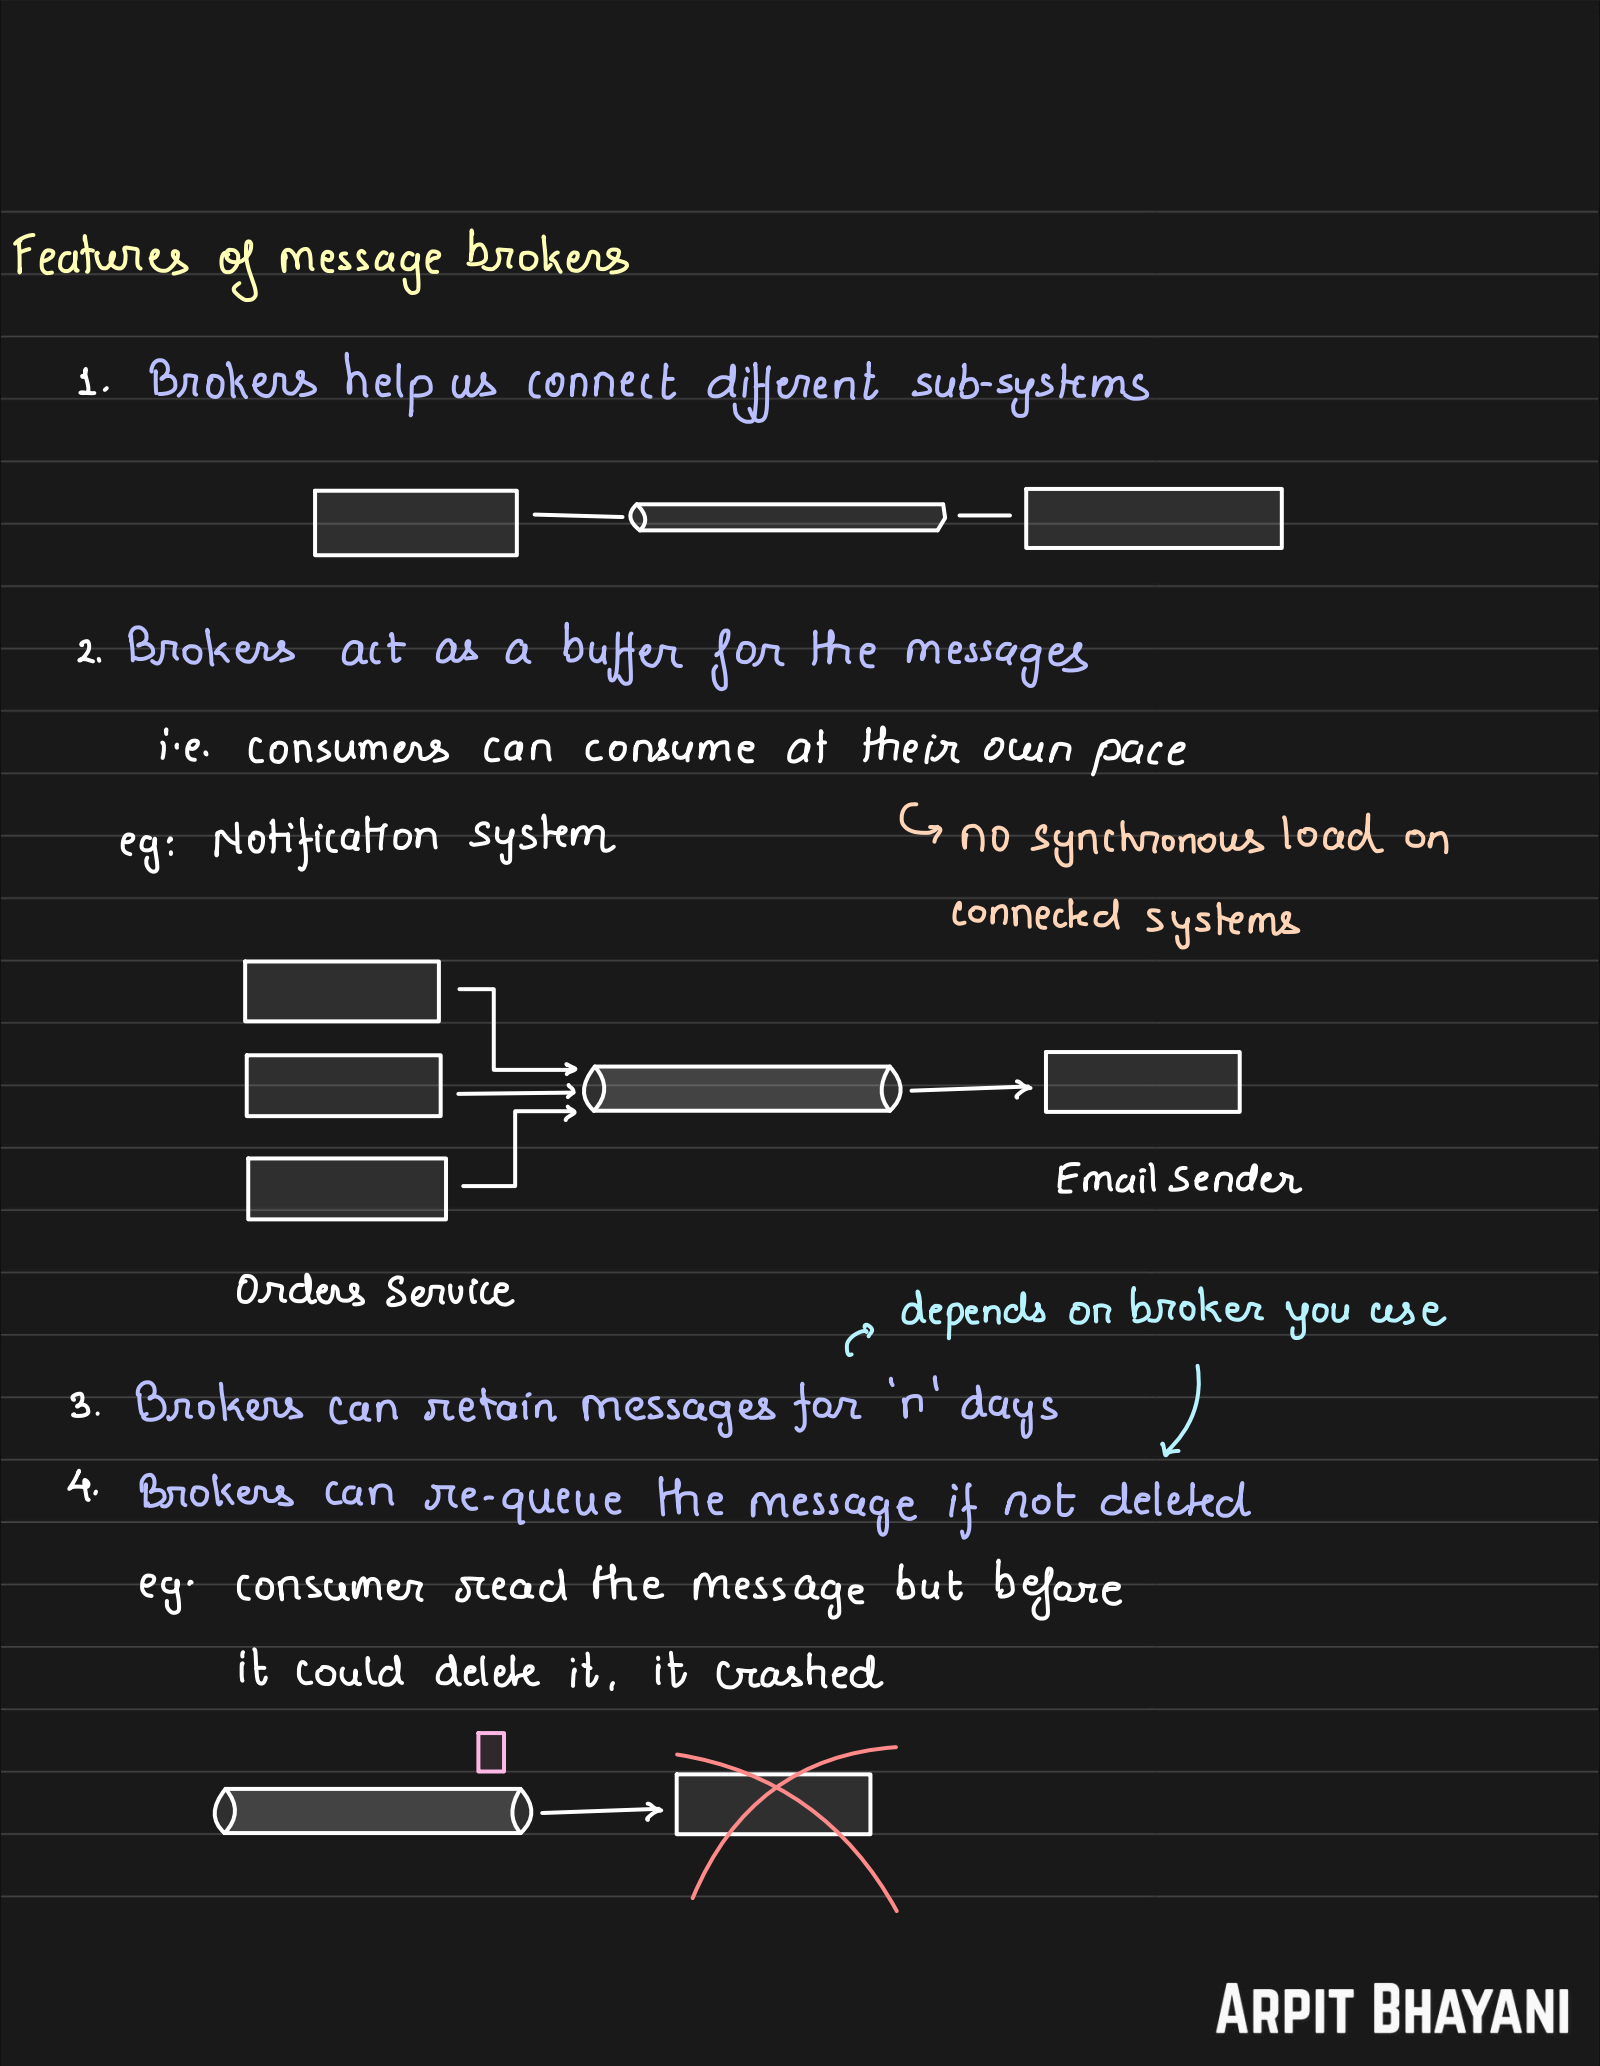 Features of message brokers
1. Brokers help us connect different sub-systems
2. Brokers act as a buffer for the messages
i.e. consumers can consume at their own pace
eg: Notification system
↪ no synchronous load on
connected systems
Email Sender
Orders Service
depends on broker you use
3. Brokers can retain messages for 'n' days
4. Brokers can re-queue the message if not deleted
eg. consumer read the message but before
it could delete it, it crashed
ARPIT BHAYANI